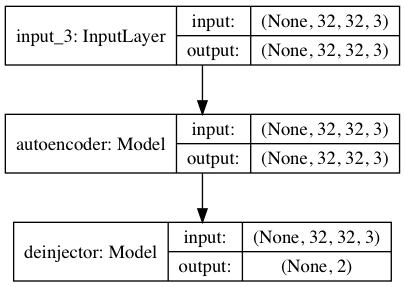 input_3: InputLayer
input: (None, 32, 32, 3)
output: (None, 32, 32, 3)
autoencoder: Model
input: (None, 32, 32, 3)
output: (None, 32, 32, 3)
deinjector: Model
input: (None, 32, 32, 3)
output: (None, 2)